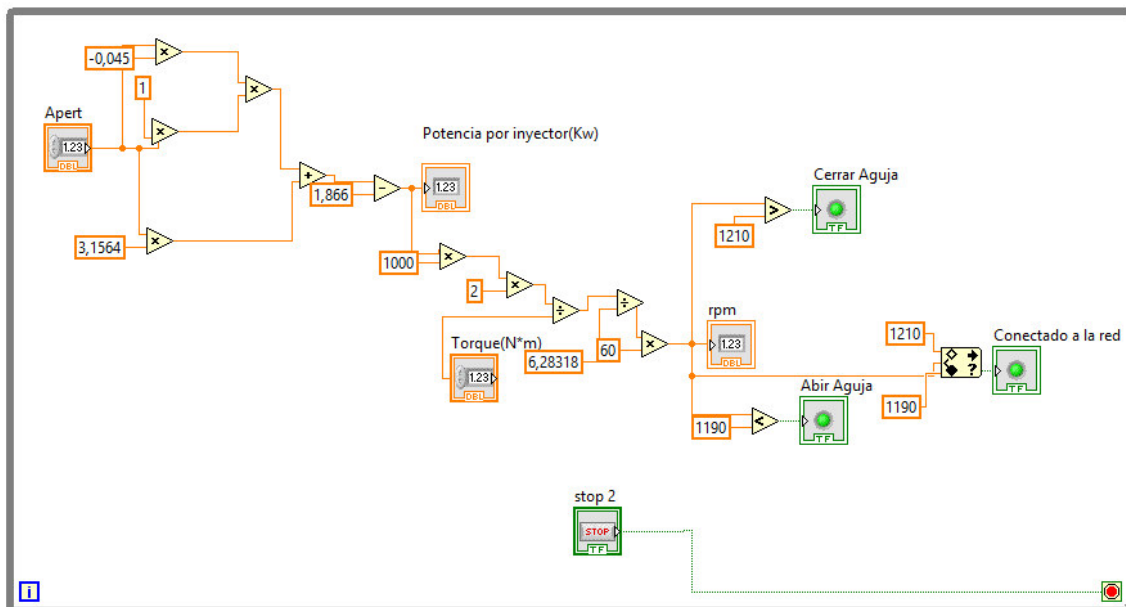 -0,045
1
Apert
1.23
DBL
3,1564
1,866
Potencia por inyector(Kw)
1.23
DBL
1000
2
Torque(N*m)
1.23
DBL
6,28318
60
rpm
1.23
DBL
1210
Cerrar Aguja
TF
1190
Abir Aguja
TF
1210
1190
?
Conectado a la red
TF
stop 2
STOP
TF
i